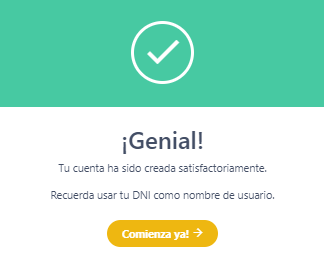 ¡Genial!
Tu cuenta ha sido creada satisfactoriamente.
Recuerda usar tu DNI como nombre de usuario.
Comienza ya! →